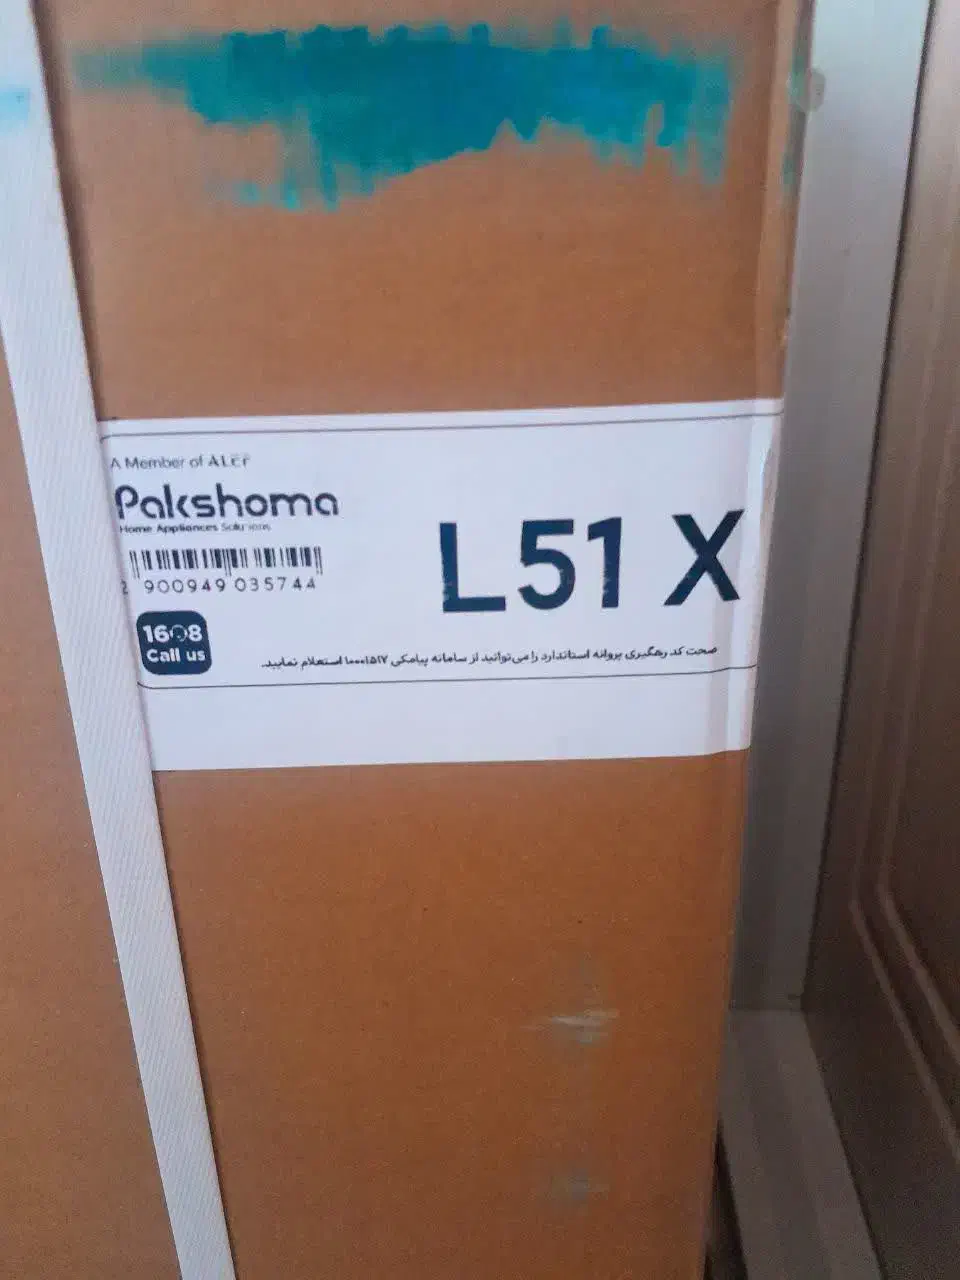 A Member of ALEF
Pakshoma
Home Appliances Solutions
L51 X
2 900949 035744
1608
Call us
صحت کد رهگیری پروانه استاندارد را می‌توانید از سامانه پیامکی ۱۰۰۰۱۵۱۷ استعلام نمایید.